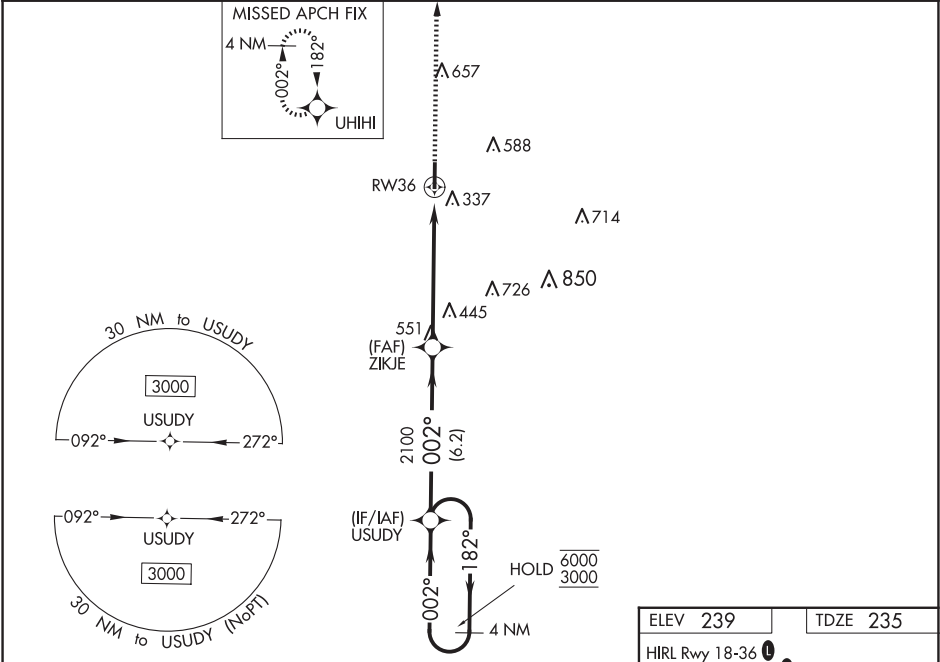 MISSED APCH FIX
4 NM
002°
182°
UHIHI
657
588
RW36
337
714
726
850
445
551
(FAF)
ZIKJE
30 NM to USUDY
3000
USUDY
092°
272°
2100
002°
(6.2)
092°
272°
USUDY
3000
30 NM to USUDY (NoPT)
(IF/IAF)
USUDY
002°
182°
HOLD 6000
3000
4 NM
ELEV 239
TDZE 235
HIRL Rwy 18-36 L